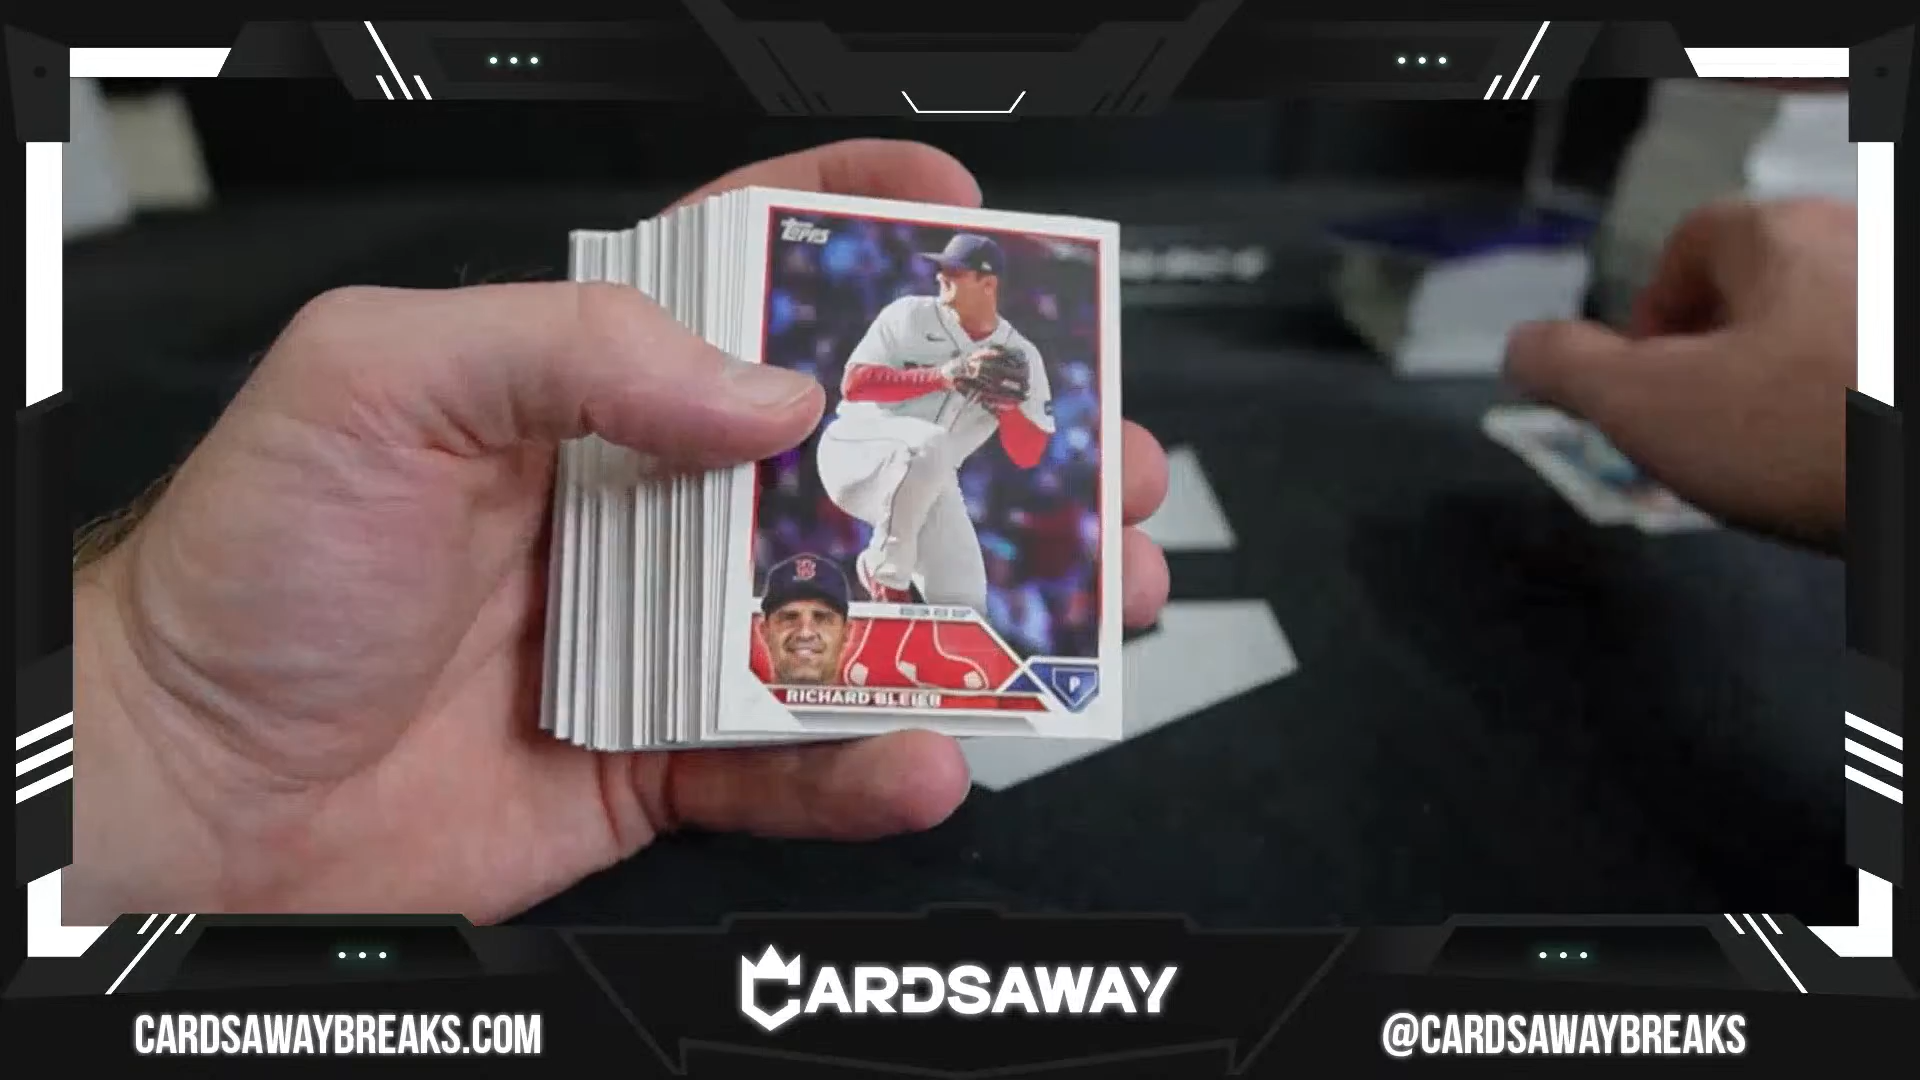 Topps
RICHARD BLEIER
P
CARDSAWAY
CARDSAWAYBREAKS.COM
@CARDSAWAYBREAKS